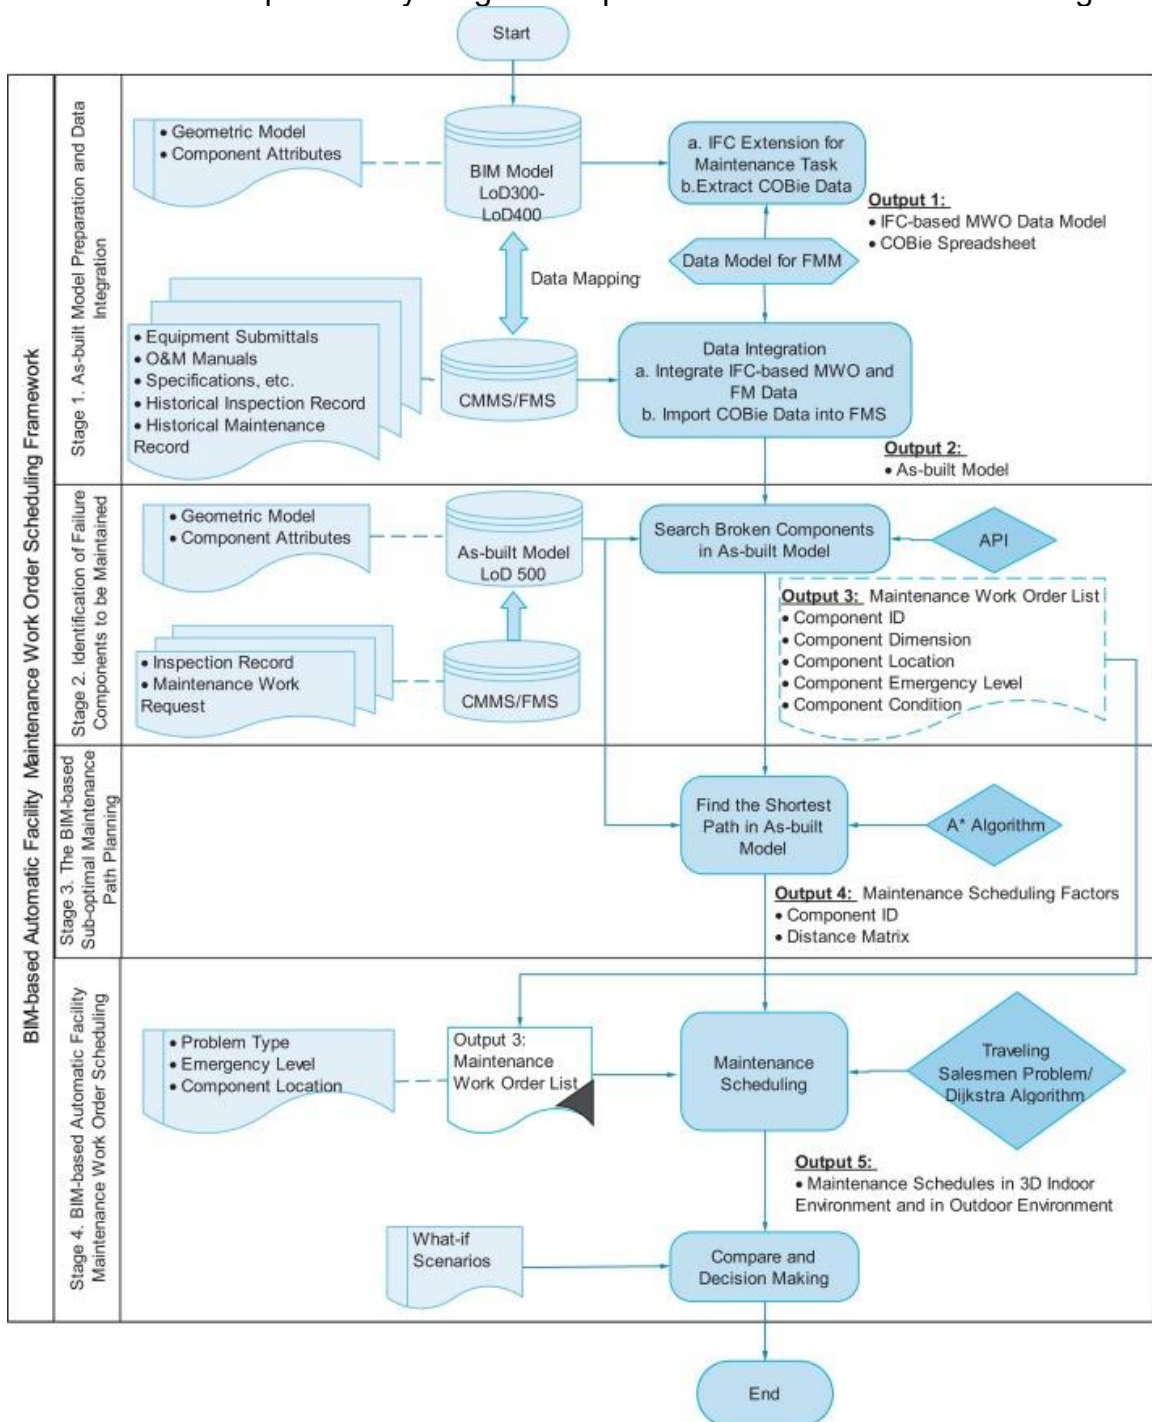 Start
BIM-based Automatic Facility Maintenance Work Order Scheduling Framework
Stage 1. As-built Model Preparation and Data
Integration
• Geometric Model
• Component Attributes
BIM Model
LoD300-
LoD400
a. IFC Extension for
Maintenance Task
b.Extract COBie Data
Output 1:
• IFC-based MWO Data Model
• COBie Spreadsheet
Data Model for FMM
Data Mapping
• Equipment Submittals
• O&M Manuals
• Specifications, etc.
• Historical Inspection Record
• Historical Maintenance
Record
CMMS/FMS
Data Integration
a. Integrate IFC-based MWO and
FM Data
b. Import COBie Data into FMS
Output 2:
• As-built Model
Stage 2. Identification of Failure
Components to be Maintained
• Geometric Model
• Component Attributes
As-built Model
LoD 500
Search Broken Components
in As-built Model
API
• Inspection Record
• Maintenance Work
Request
CMMS/FMS
Output 3: Maintenance Work Order List
• Component ID
• Component Dimension
• Component Location
• Component Emergency Level
• Component Condition
Stage 3. The BIM-based
Sub-optimal Maintenance
Path Planning
Find the Shortest
Path in As-built
Model
A* Algorithm
Output 4: Maintenance Scheduling Factors
• Component ID
• Distance Matrix
Stage 4. BIM-based Automatic Facility
Maintenance Work Order Scheduling
• Problem Type
• Emergency Level
• Component Location
Output 3:
Maintenance
Work Order List
Maintenance
Scheduling
Traveling
Salesmen Problem/
Dijkstra Algorithm
Output 5:
• Maintenance Schedules in 3D Indoor
Environment and in Outdoor Environment
What-if
Scenarios
Compare and
Decision Making
End